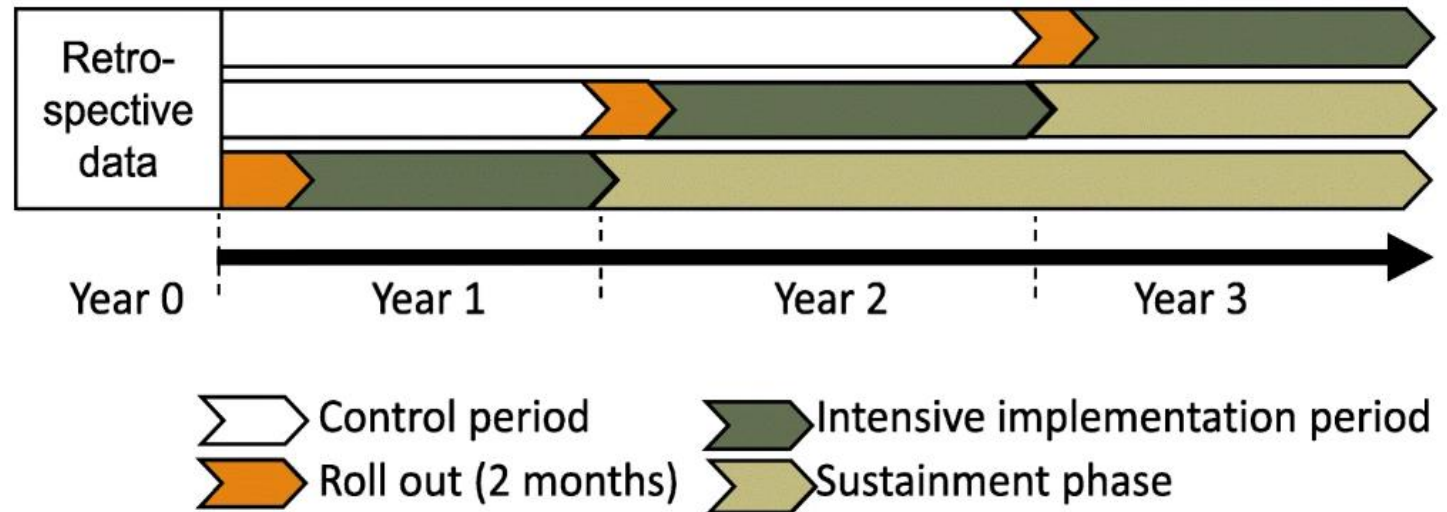 Retro-
spective
data
Year 0
Year 1
Year 2
Year 3
Control period
Intensive implementation period
Roll out (2 months)
Sustainment phase